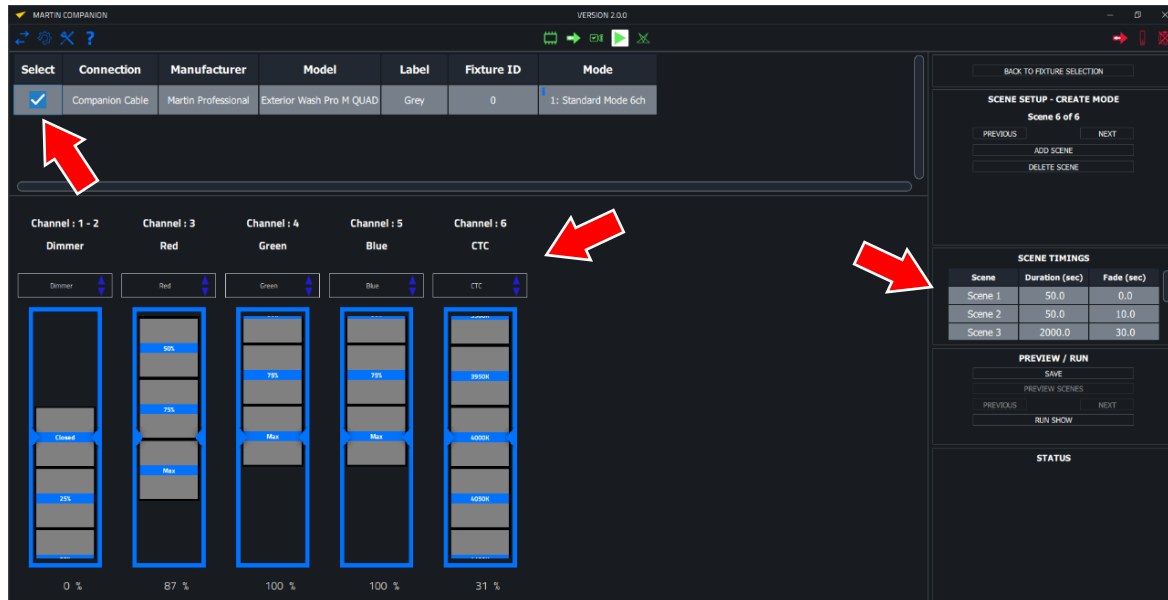 MARTIN COMPANION
VERSION 2.0.0
Select Connection Manufacturer Model Label Fixture ID Mode
Companion Cable Martin Professional Exterior Wash Pro M QUAD Grey 0 1: Standard Mode 6ch
Channel : 1 - 2 Channel : 3 Channel : 4 Channel : 5 Channel : 6
Dimmer Red Green Blue CTC
Dimmer Red Green Blue CTC
50%
75% 75% 3950K
75%
Closed Max Max 4000K
Max
25% 4050K
0 % 87 % 100 % 100 % 31 %
BACK TO FIXTURE SELECTION
SCENE SETUP - CREATE MODE
Scene 6 of 6
PREVIOUS NEXT
ADD SCENE
DELETE SCENE
SCENE TIMINGS
Scene Duration (sec) Fade (sec)
Scene 1 50.0 0.0
Scene 2 50.0 10.0
Scene 3 2000.0 30.0
PREVIEW / RUN
SAVE
PREVIEW SCENES
PREVIOUS NEXT
RUN SHOW
STATUS